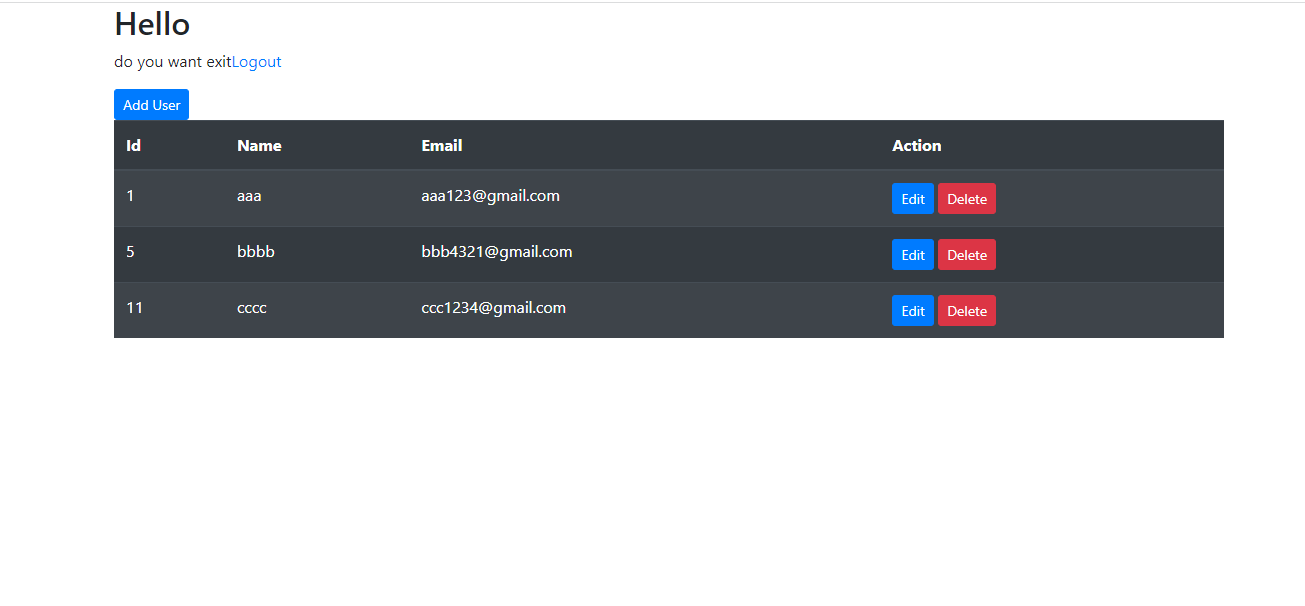 Hello
do you want exitLogout
Add User
Id Name Email Action
1 aaa aaa123@gmail.com Edit Delete
5 bbbb bbb4321@gmail.com Edit Delete
11 cccc ccc1234@gmail.com Edit Delete